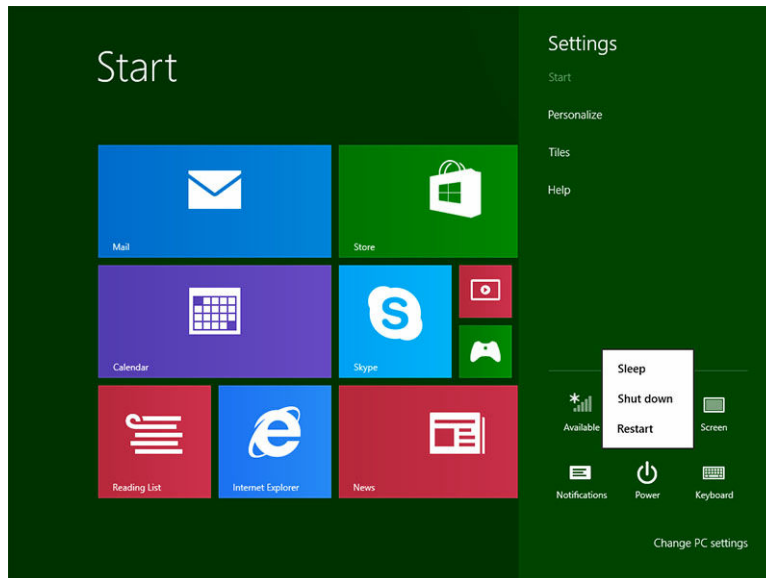 Start
Mail
Store
Calendar
Skype
Reading List
Internet Explorer
News
Settings
Start
Personalize
Tiles
Help
Sleep
Shut down
Restart
Available
Screen
Notifications
Power
Keyboard
Change PC settings